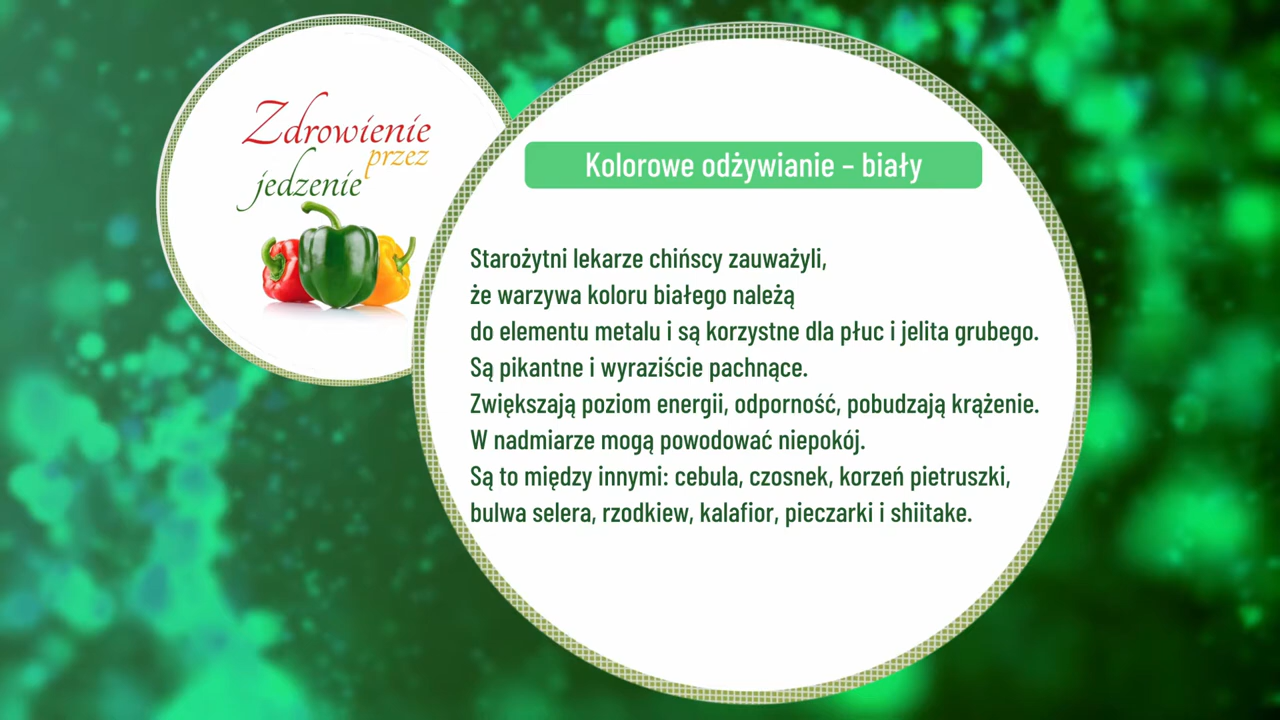 Zdrowienie
przez
jedzenie
Kolorowe odżywianie – biały
Starożytni lekarze chińscy zauważyli,
że warzywa koloru białego należą
do elementu metalu i są korzystne dla płuc i jelita grubego.
Są pikantne i wyraziście pachnące.
Zwiększają poziom energii, odporność, pobudzają krążenie.
W nadmiarze mogą powodować niepokój.
Są to między innymi: cebula, czosnek, korzeń pietruszki,
bulwa selera, rzodkiew, kalafior, pieczarki i shiitake.